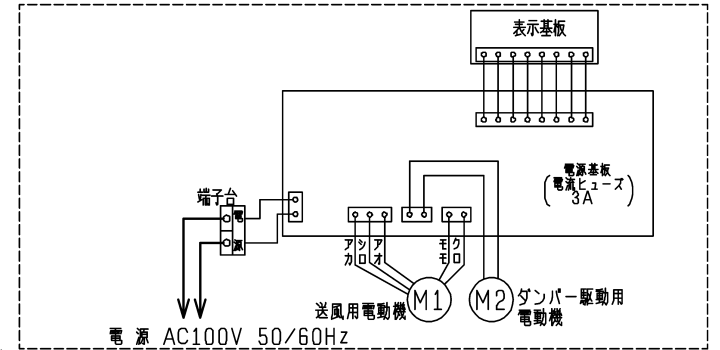 表示基板
電源基板
(電流ヒューズ)
3A
端子台
電
源
アカ
シロ
アオ
モモ
クロ
M1
M2
送風用電動機
ダンパー駆動用
電動機
電 源 AC100V 50/60Hz